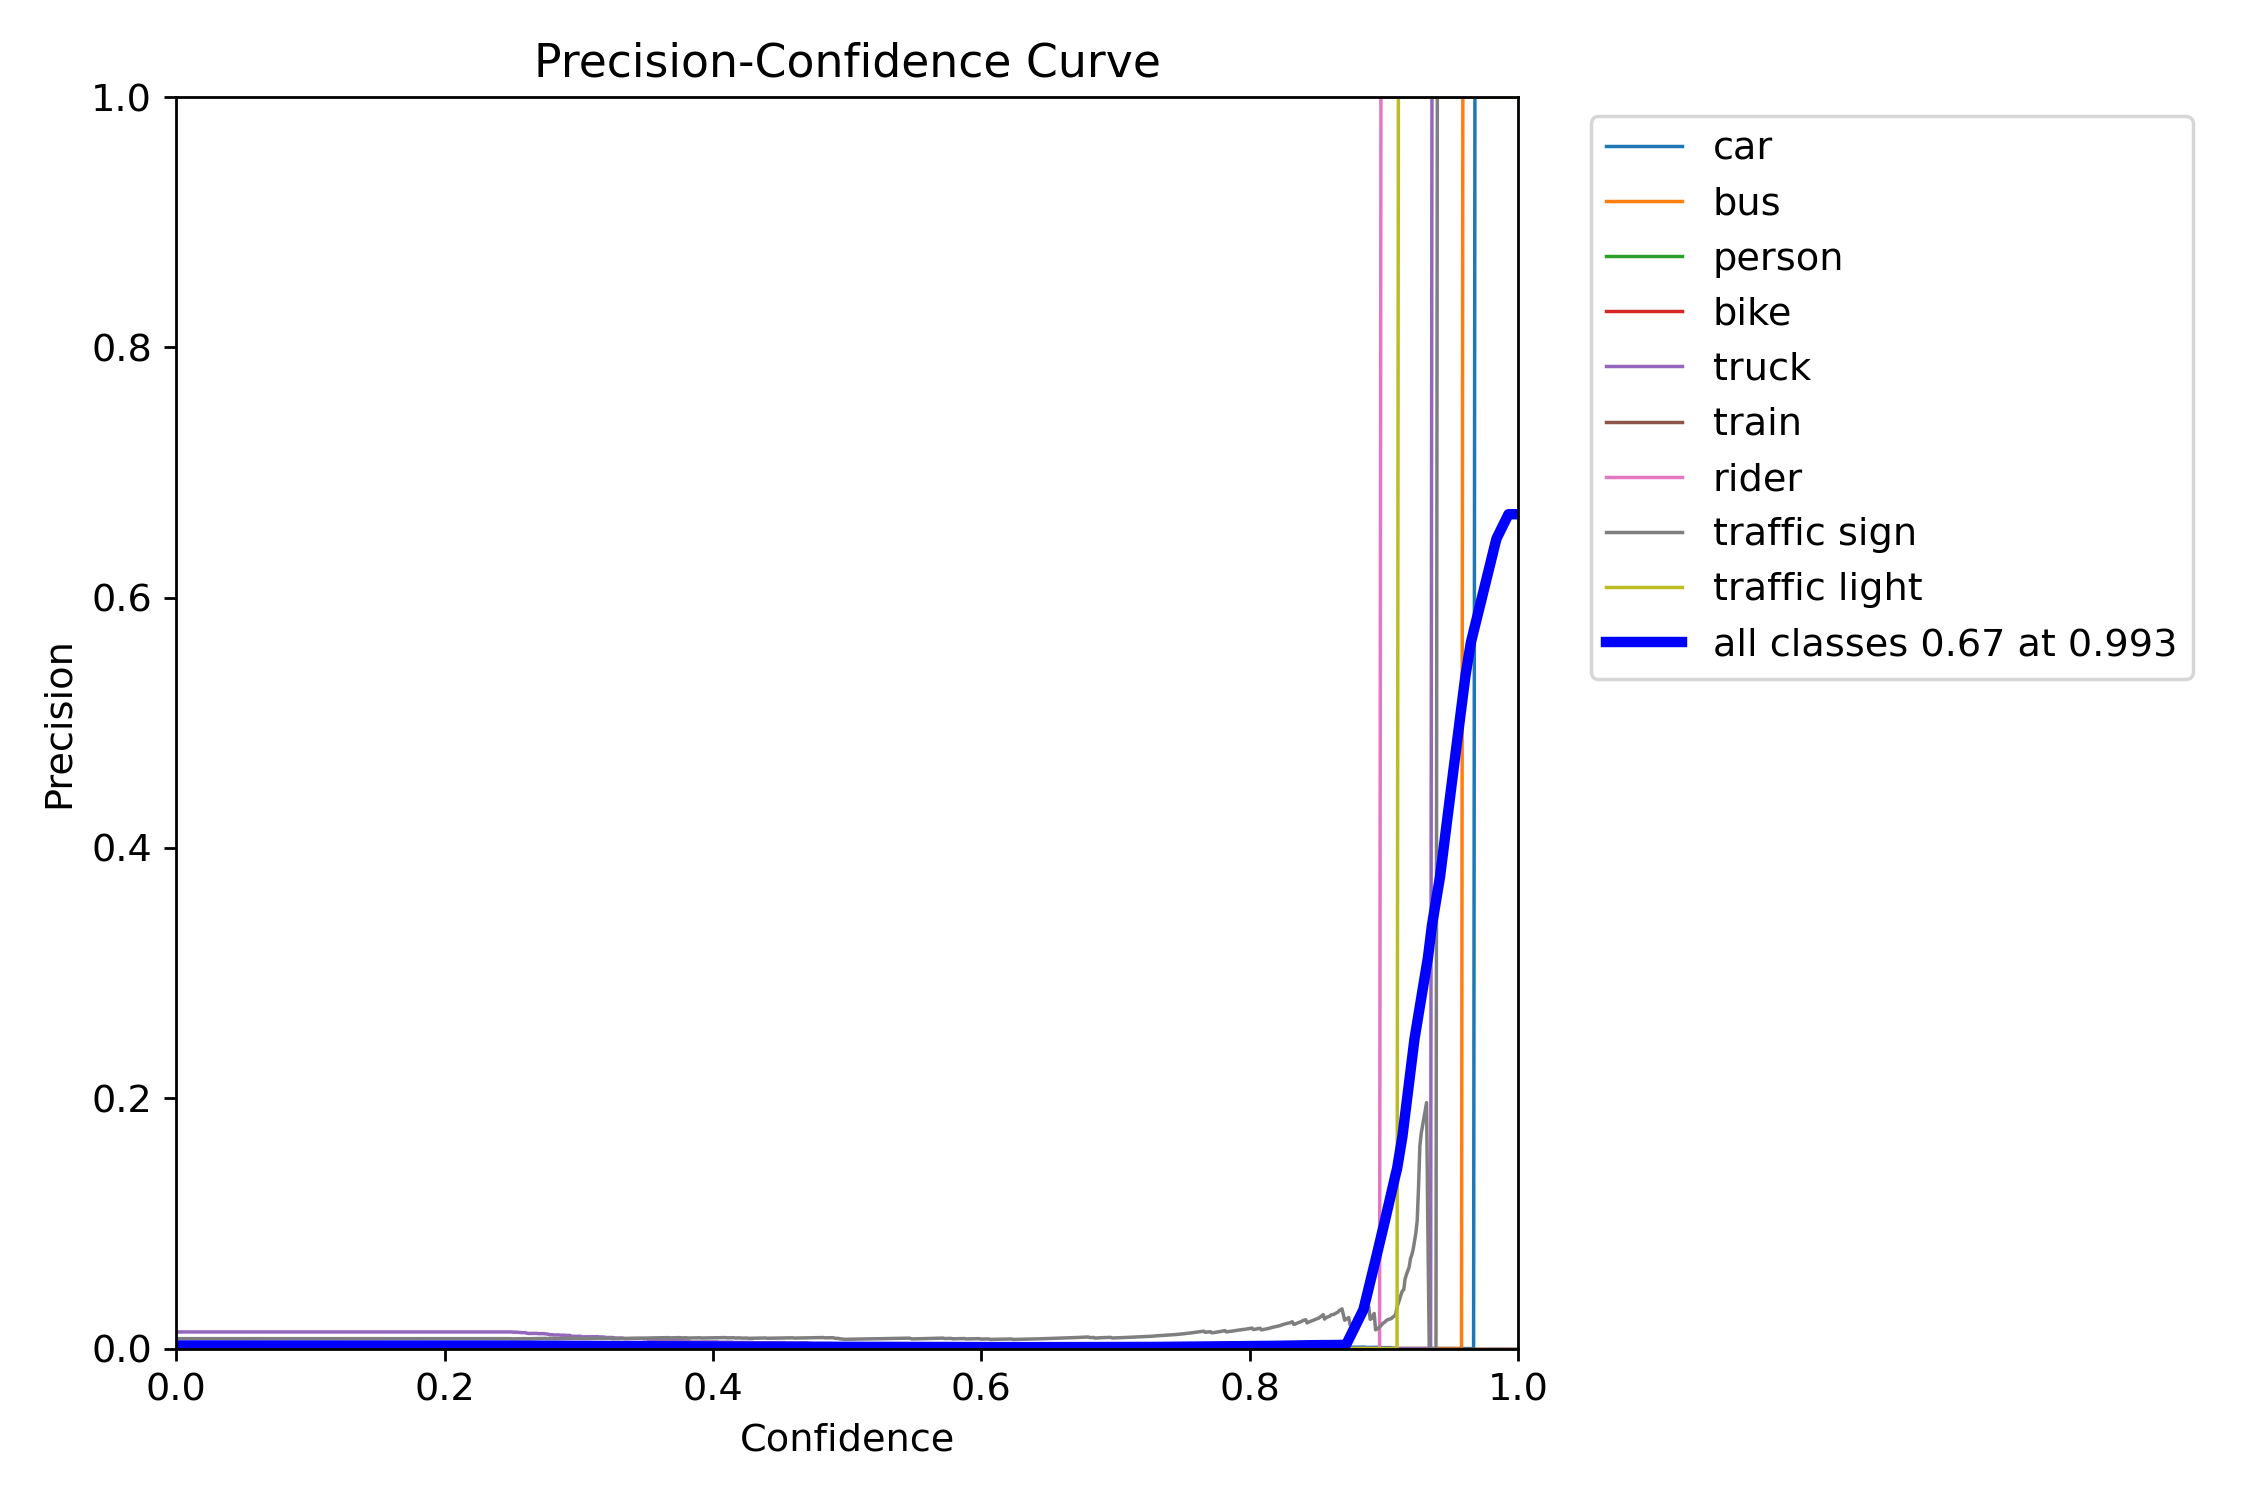 Precision-Confidence Curve
1.0
0.8
0.6
0.4
0.2
0.0
Precision
0.0 0.2 0.4 0.6 0.8 1.0
Confidence
car
bus
person
bike
truck
train
rider
traffic sign
traffic light
all classes 0.67 at 0.993